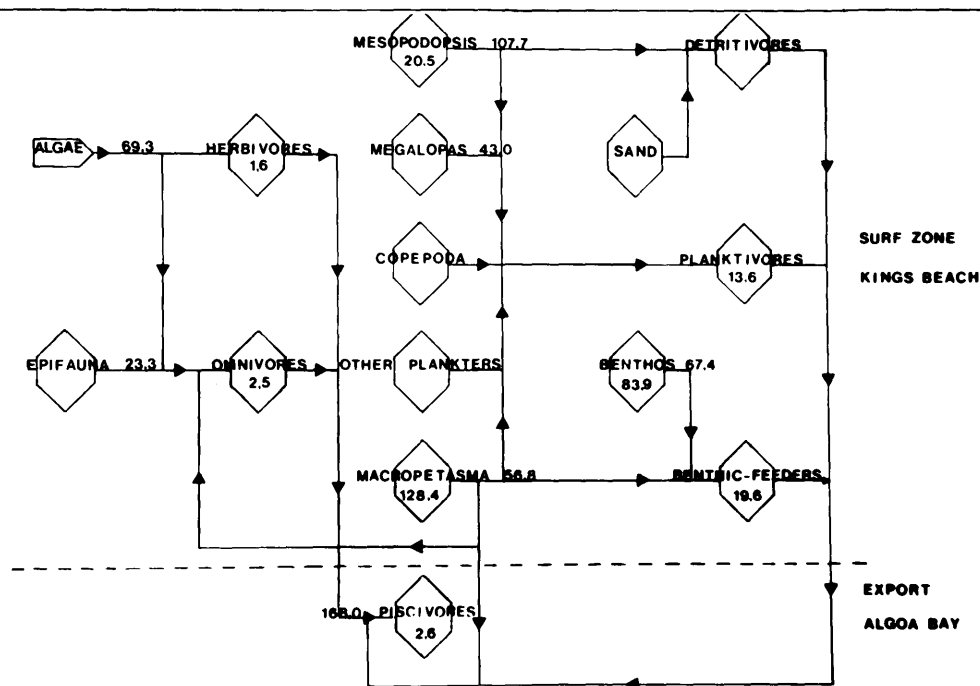 MESOPODOPSIS 107.7 DETRITIVORES
20.5
ALGAE 69.3 HERBIVORES MEGALOPAS 43.0 SAND
1.6
SURF ZONE
COPEPODA PLANKTIVORES
KINGS BEACH
13.6
EPIFAUNA 23.3 OMNIVORES OTHER PLANKTERS BENTHOS 67.4
2.5 83.9
MACROPETASMA 56.8 BENTHIC-FEEDERS
128.4 19.6
EXPORT
168.0 PISCIVORES
ALGOA BAY
2.6